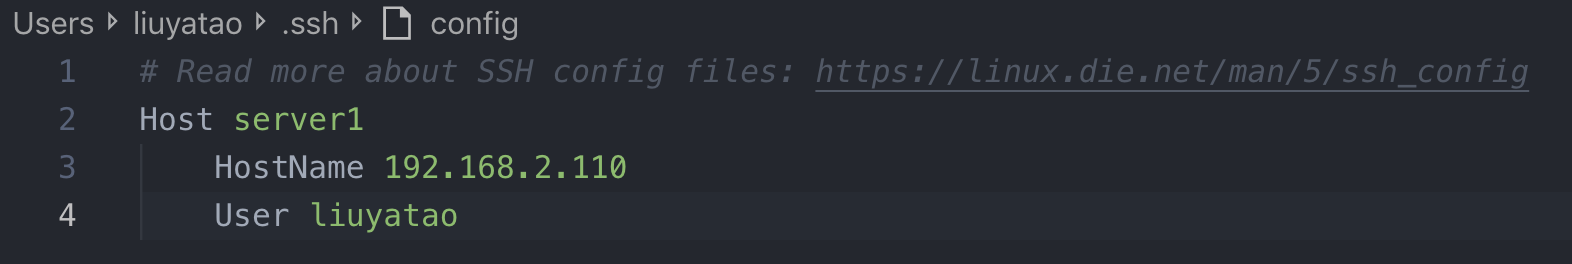 Users liuyatao .ssh config
1 # Read more about SSH config files: https://linux.die.net/man/5/ssh_config
2 Host server1
3 HostName 192.168.2.110
4 User liuyatao